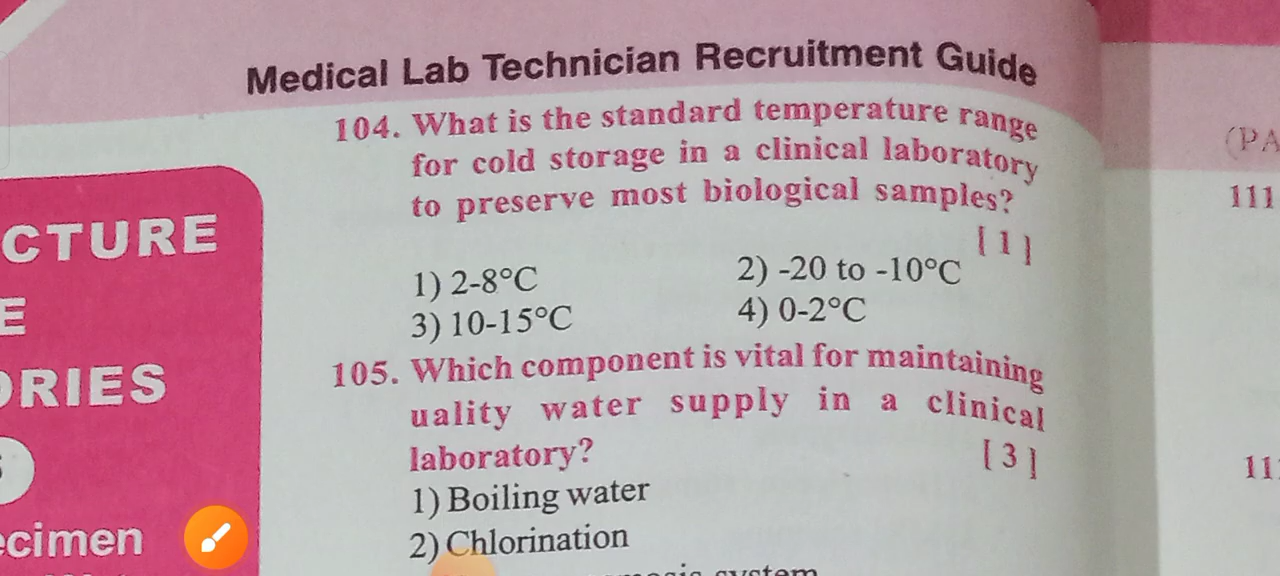 Medical Lab Technician Recruitment Guide
104. What is the standard temperature range
for cold storage in a clinical laboratory
to preserve most biological samples?
[1]
1) 2-8°C
2) -20 to -10°C
3) 10-15°C
4) 0-2°C
105. Which component is vital for maintaining
uality water supply in a clinical
laboratory?
[3]
1) Boiling water
2) Chlorination
system
CTURE
E
ORIES
ecimen
(PA
111
11